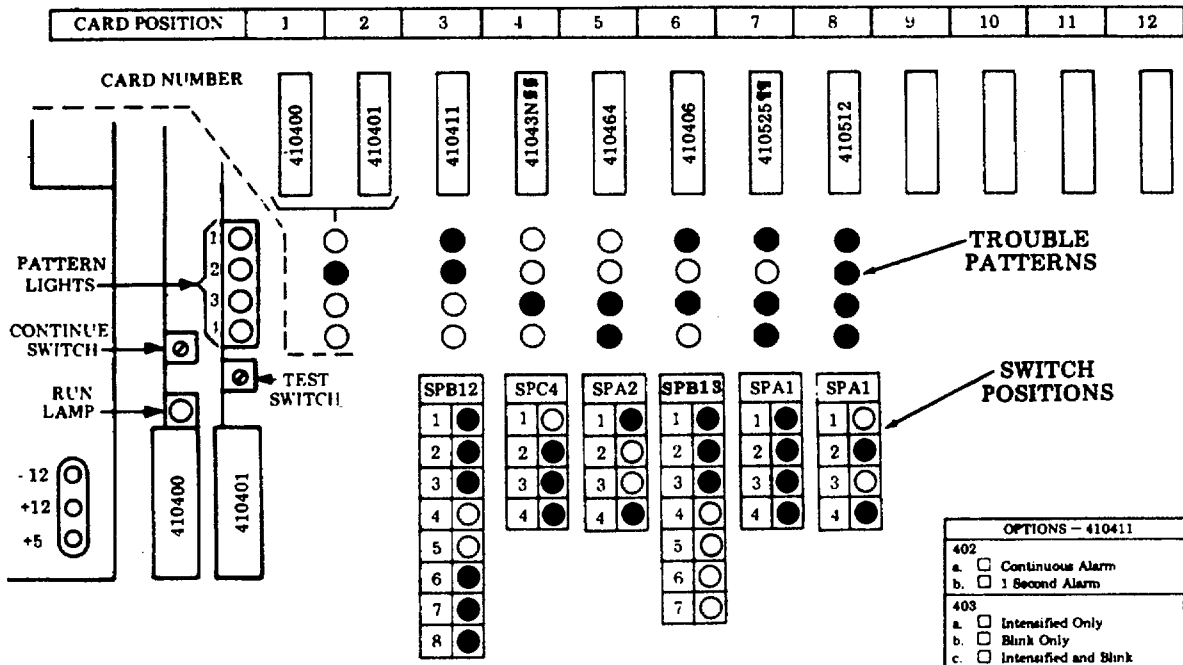 CARD POSITION 1 2 3 4 5 6 7 8 9 10 11 12
CARD NUMBER
410400
410401
410411
41043N§§
410464
410406
410525¶¶
410512
PATTERN
LIGHTS
1
2
3
4
CONTINUE
SWITCH
RUN
LAMP
TEST
SWITCH
- 12
+12
+5
410400
410401
TROUBLE
PATTERNS
SWITCH
POSITIONS
SPB12
1
2
3
4
5
6
7
8
SPC4
1
2
3
4
SPA2
1
2
3
4
SPB13
1
2
3
4
5
6
7
SPA1
1
2
3
4
SPA1
1
2
3
4
OPTIONS – 410411
402
a. □ Continuous Alarm
b. □ 1 Second Alarm
403
a. □ Intensified Only
b. □ Blink Only
c. □ Intensified and Blink